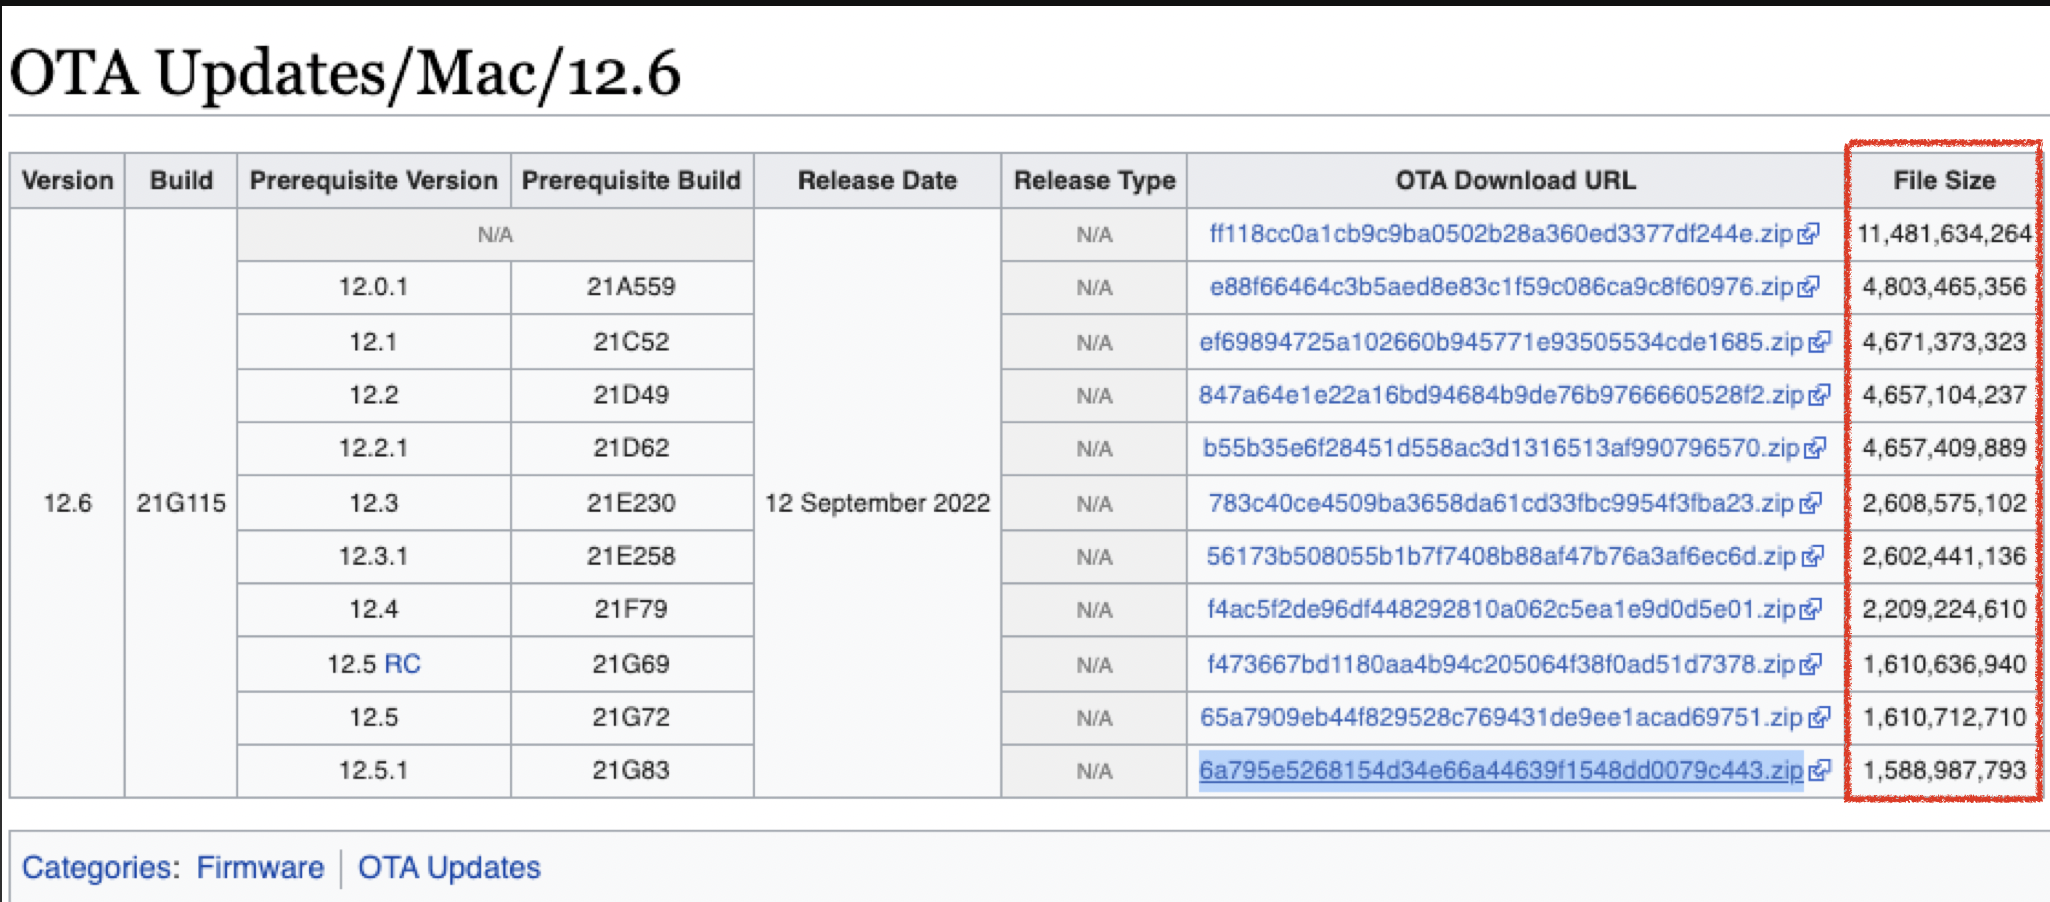 OTA Updates/Mac/12.6
Version Build Prerequisite Version Prerequisite Build Release Date Release Type OTA Download URL File Size
N/A N/A ff118cc0a1cb9c9ba0502b28a360ed3377df244e.zip 11,481,634,264
12.0.1 21A559 N/A e88f66464c3b5aed8e83c1f59c086ca9c8f60976.zip 4,803,465,356
12.1 21C52 N/A ef69894725a102660b945771e93505534cde1685.zip 4,671,373,323
12.2 21D49 N/A 847a64e1e22a16bd94684b9de76b9766660528f2.zip 4,657,104,237
12.2.1 21D62 N/A b55b35e6f28451d558ac3d1316513af990796570.zip 4,657,409,889
12.6 21G115 12.3 21E230 12 September 2022 N/A 783c40ce4509ba3658da61cd33fbc9954f3fba23.zip 2,608,575,102
12.3.1 21E258 N/A 56173b508055b1b7f7408b88af47b76a3af6ec6d.zip 2,602,441,136
12.4 21F79 N/A f4ac5f2de96df448292810a062c5ea1e9d0d5e01.zip 2,209,224,610
12.5 RC 21G69 N/A f473667bd1180aa4b94c205064f38f0ad51d7378.zip 1,610,636,940
12.5 21G72 N/A 65a7909eb44f829528c769431de9ee1acad69751.zip 1,610,712,710
12.5.1 21G83 N/A 6a795e5268154d34e66a44639f1548dd0079c443.zip 1,588,987,793
Categories: Firmware OTA Updates